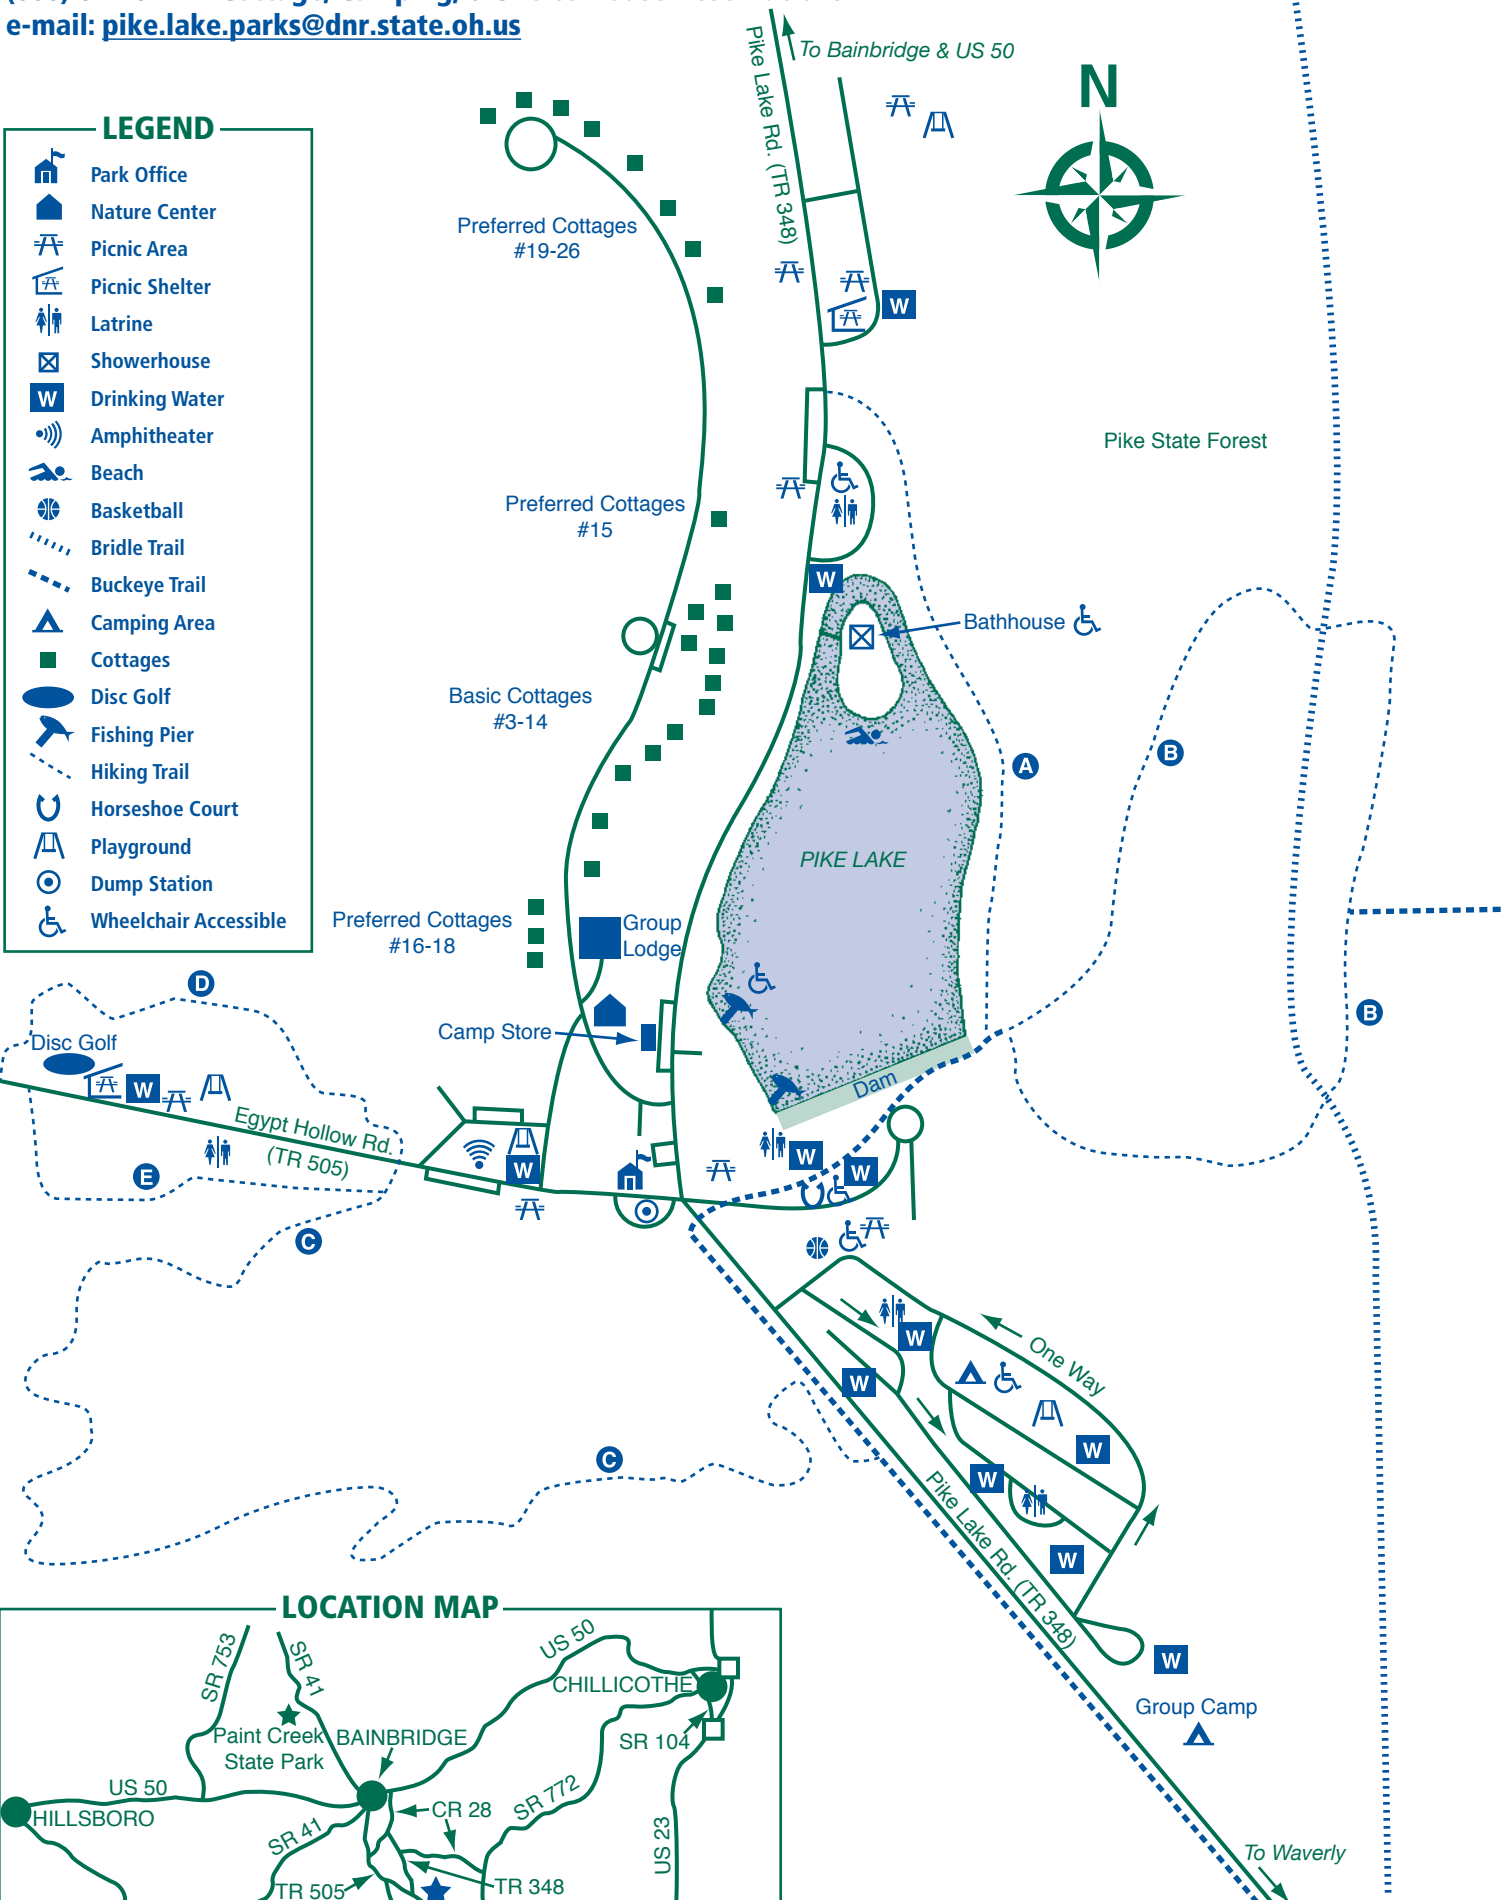 e-mail: pike.lake.parks@dnr.state.oh.us
To Bainbridge & US 50
Pike Lake Rd. (TR 348)
N
LEGEND
Park Office
Nature Center
Picnic Area
Picnic Shelter
Latrine
Showerhouse
W Drinking Water
Amphitheater
Beach
Basketball
Bridle Trail
Buckeye Trail
Camping Area
Cottages
Disc Golf
Fishing Pier
Hiking Trail
Horseshoe Court
Playground
Dump Station
Wheelchair Accessible
Preferred Cottages
#19-26
W
Pike State Forest
Preferred Cottages
#15
W
Bathhouse
Basic Cottages
#3-14
A
B
PIKE LAKE
Preferred Cottages
#16-18
Group
Lodge
D
B
Camp Store
Disc Golf
W
Dam
Egypt Hollow Rd.
(TR 505)
W
W
W
E
C
W
One Way
W
W
C
W
Pike Lake Rd. (TR 348)
W
W
Group Camp
To Waverly
LOCATION MAP
SR 753
SR 41
US 50
CHILLICOTHE
Paint Creek
State Park
BAINBRIDGE
SR 104
US 50
HILLSBORO
CR 28
SR 772
SR 41
US 23
TR 505
TR 348